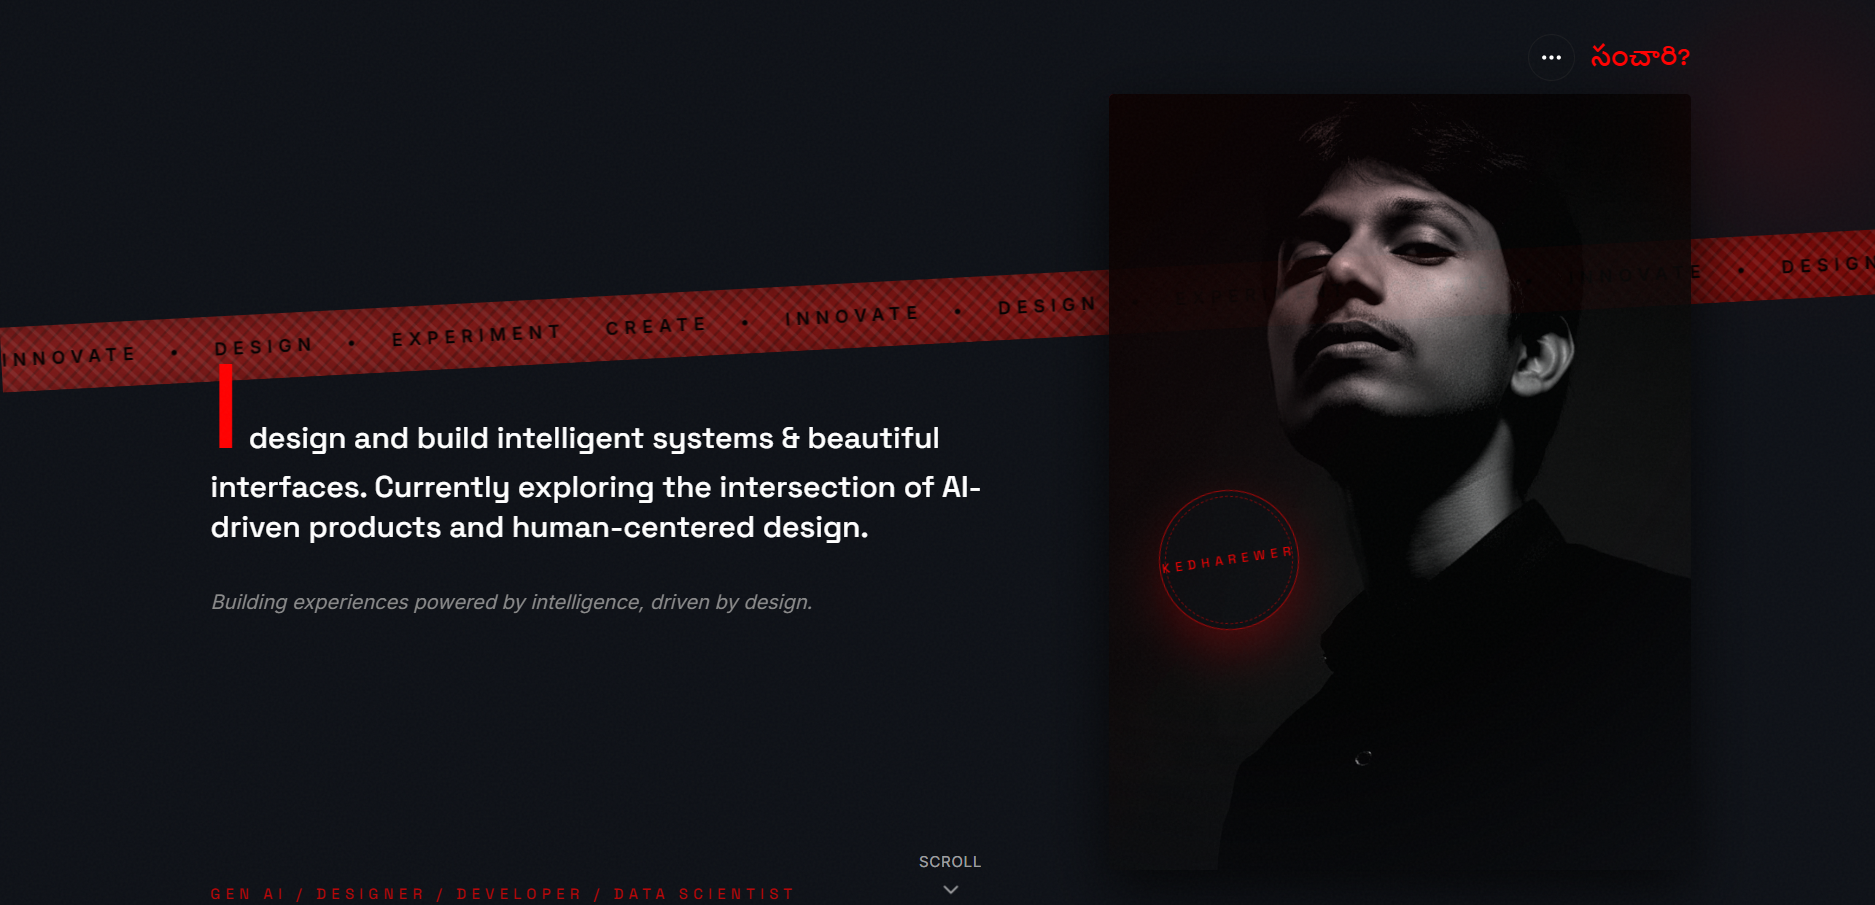 సంచారి?
INNOVATE • DESIGN • EXPERIMENT CREATE • INNOVATE • DESIGN • EXPERI • INNOVATE • DESIGN
I design and build intelligent systems & beautiful
interfaces. Currently exploring the intersection of AI-
driven products and human-centered design.
KEDHAREWER
Building experiences powered by intelligence, driven by design.
SCROLL
GEN AI / DESIGNER / DEVELOPER / DATA SCIENTIST